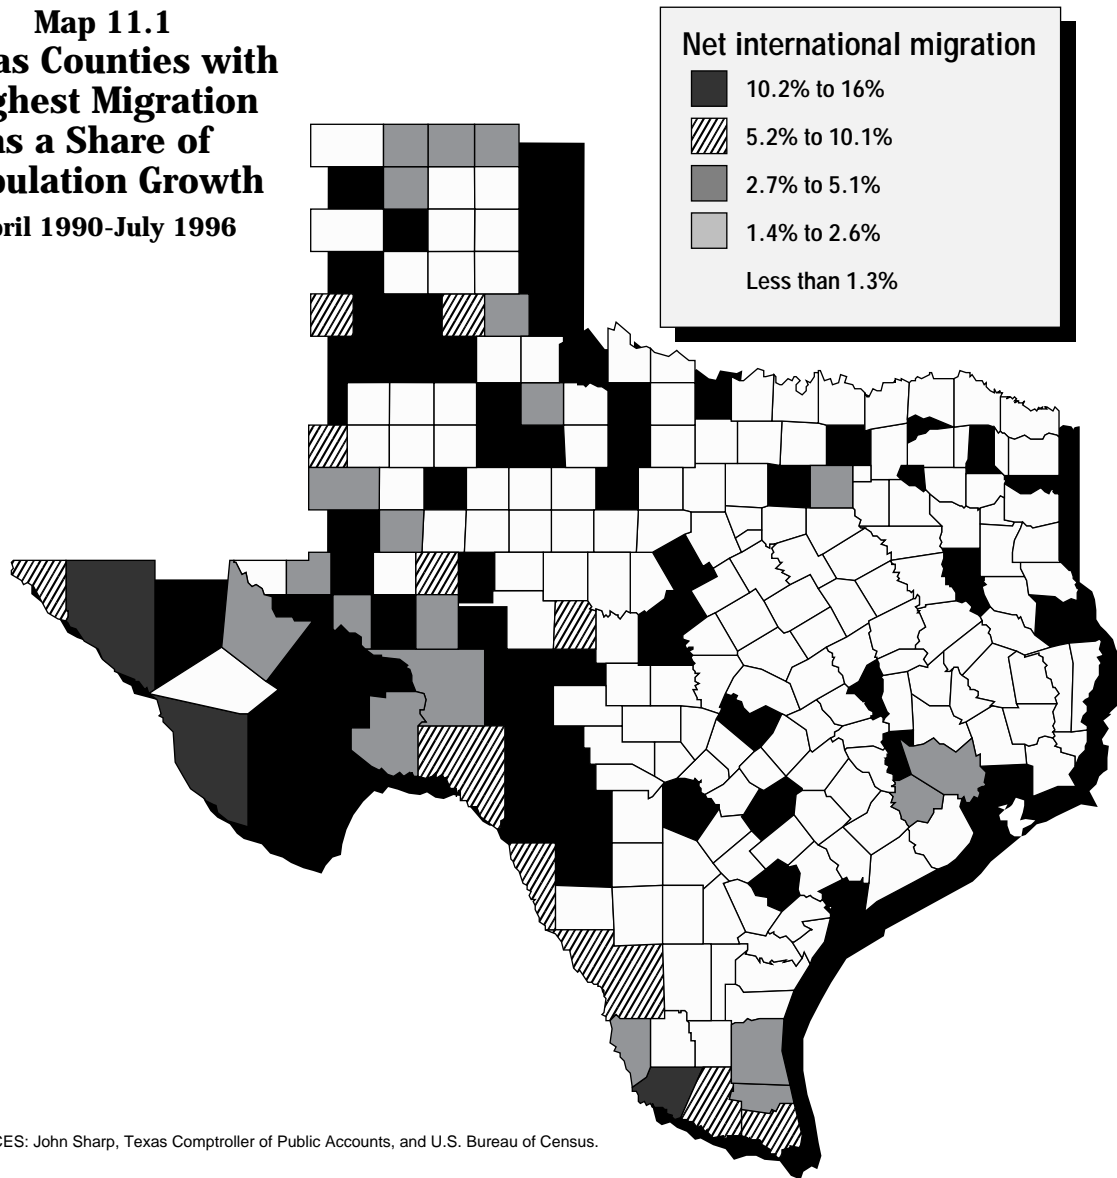 Map 11.1
as Counties with
ghest Migration
as a Share of
pulation Growth
ril 1990-July 1996
Net international migration
10.2% to 16%
5.2% to 10.1%
2.7% to 5.1%
1.4% to 2.6%
Less than 1.3%
CES: John Sharp, Texas Comptroller of Public Accounts, and U.S. Bureau of Census.